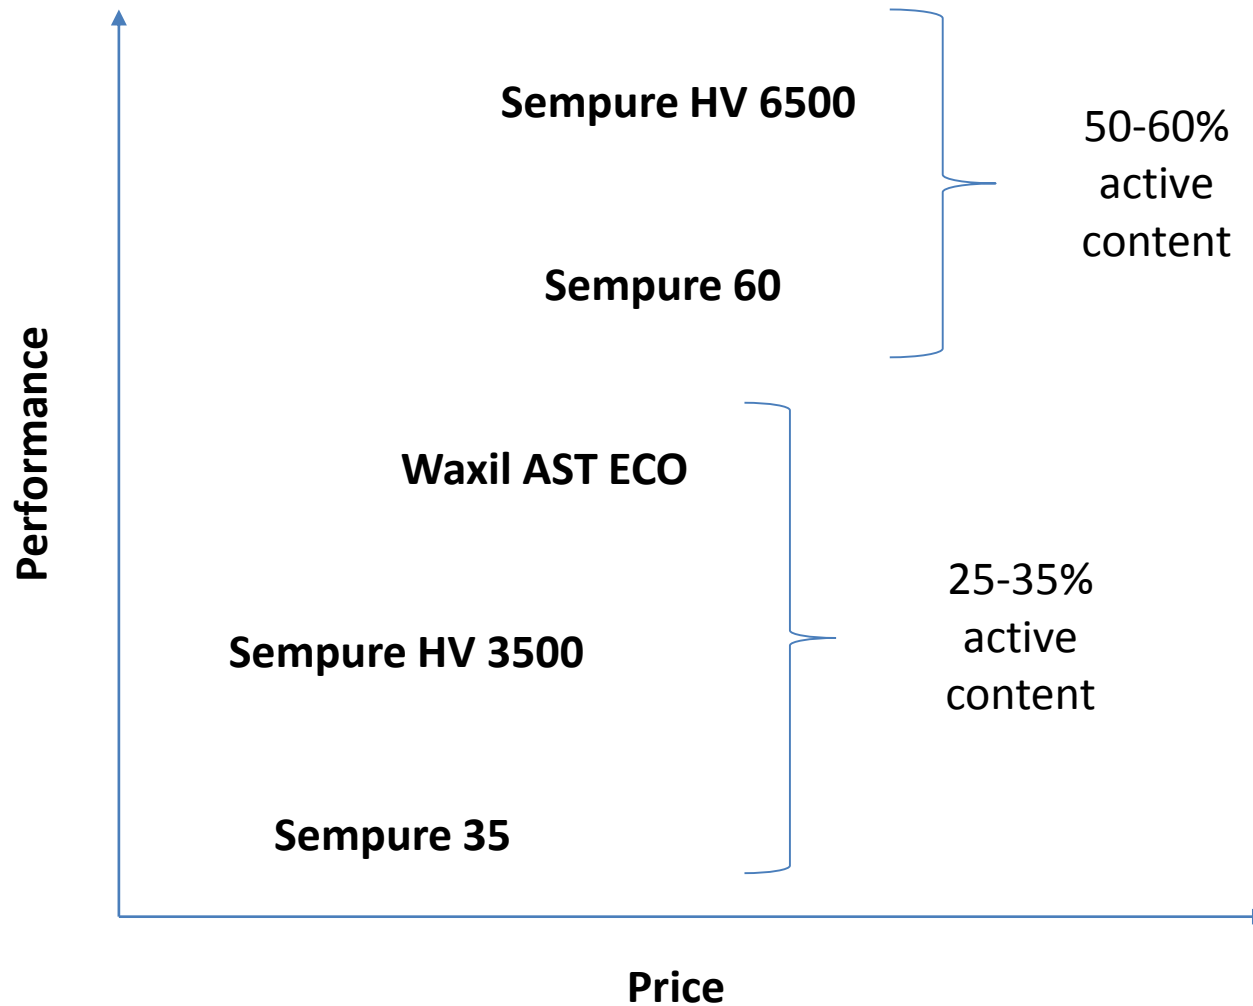 Sempure HV 6500
50-60%
active
content
Sempure 60
Performance
Waxil AST ECO
25-35%
active
content
Sempure HV 3500
Sempure 35
Price